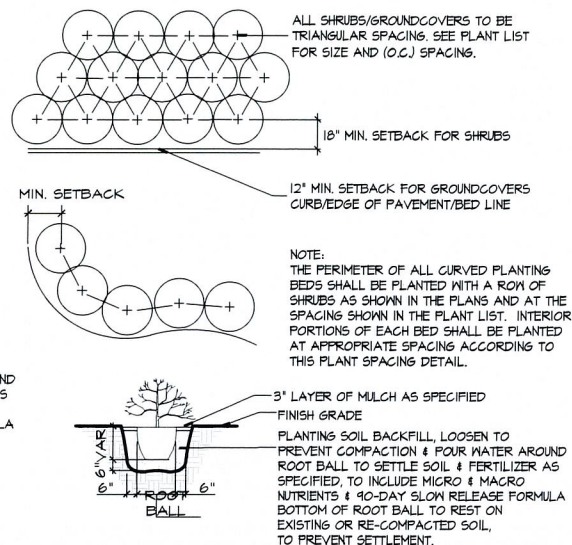 ALL SHRUBS/GROUNDCOVERS TO BE
TRIANGULAR SPACING. SEE PLANT LIST
FOR SIZE AND (O.C.) SPACING.
18" MIN. SETBACK FOR SHRUBS
MIN. SETBACK
12" MIN. SETBACK FOR GROUNDCOVERS
CURB/EDGE OF PAVEMENT/BED LINE
NOTE:
THE PERIMETER OF ALL CURVED PLANTING
BEDS SHALL BE PLANTED WITH A ROW OF
SHRUBS AS SHOWN IN THE PLANS AND AT THE
SPACING SHOWN IN THE PLANT LIST. INTERIOR
PORTIONS OF EACH BED SHALL BE PLANTED
AT APPROPRIATE SPACING ACCORDING TO
THIS PLANT SPACING DETAIL.
ND
S
LA
3" LAYER OF MULCH AS SPECIFIED
FINISH GRADE
PLANTING SOIL BACKFILL, LOOSEN TO
PREVENT COMPACTION & POUR WATER AROUND
ROOT BALL TO SETTLE SOIL & FERTILIZER AS
SPECIFIED, TO INCLUDE MICRO & MACRO
NUTRIENTS & 90-DAY SLOW RELEASE FORMULA
BOTTOM OF ROOT BALL TO REST ON
EXISTING OR RE-COMPACTED SOIL,
TO PREVENT SETTLEMENT.
VAR
6"
6"
ROOT
BALL
6"